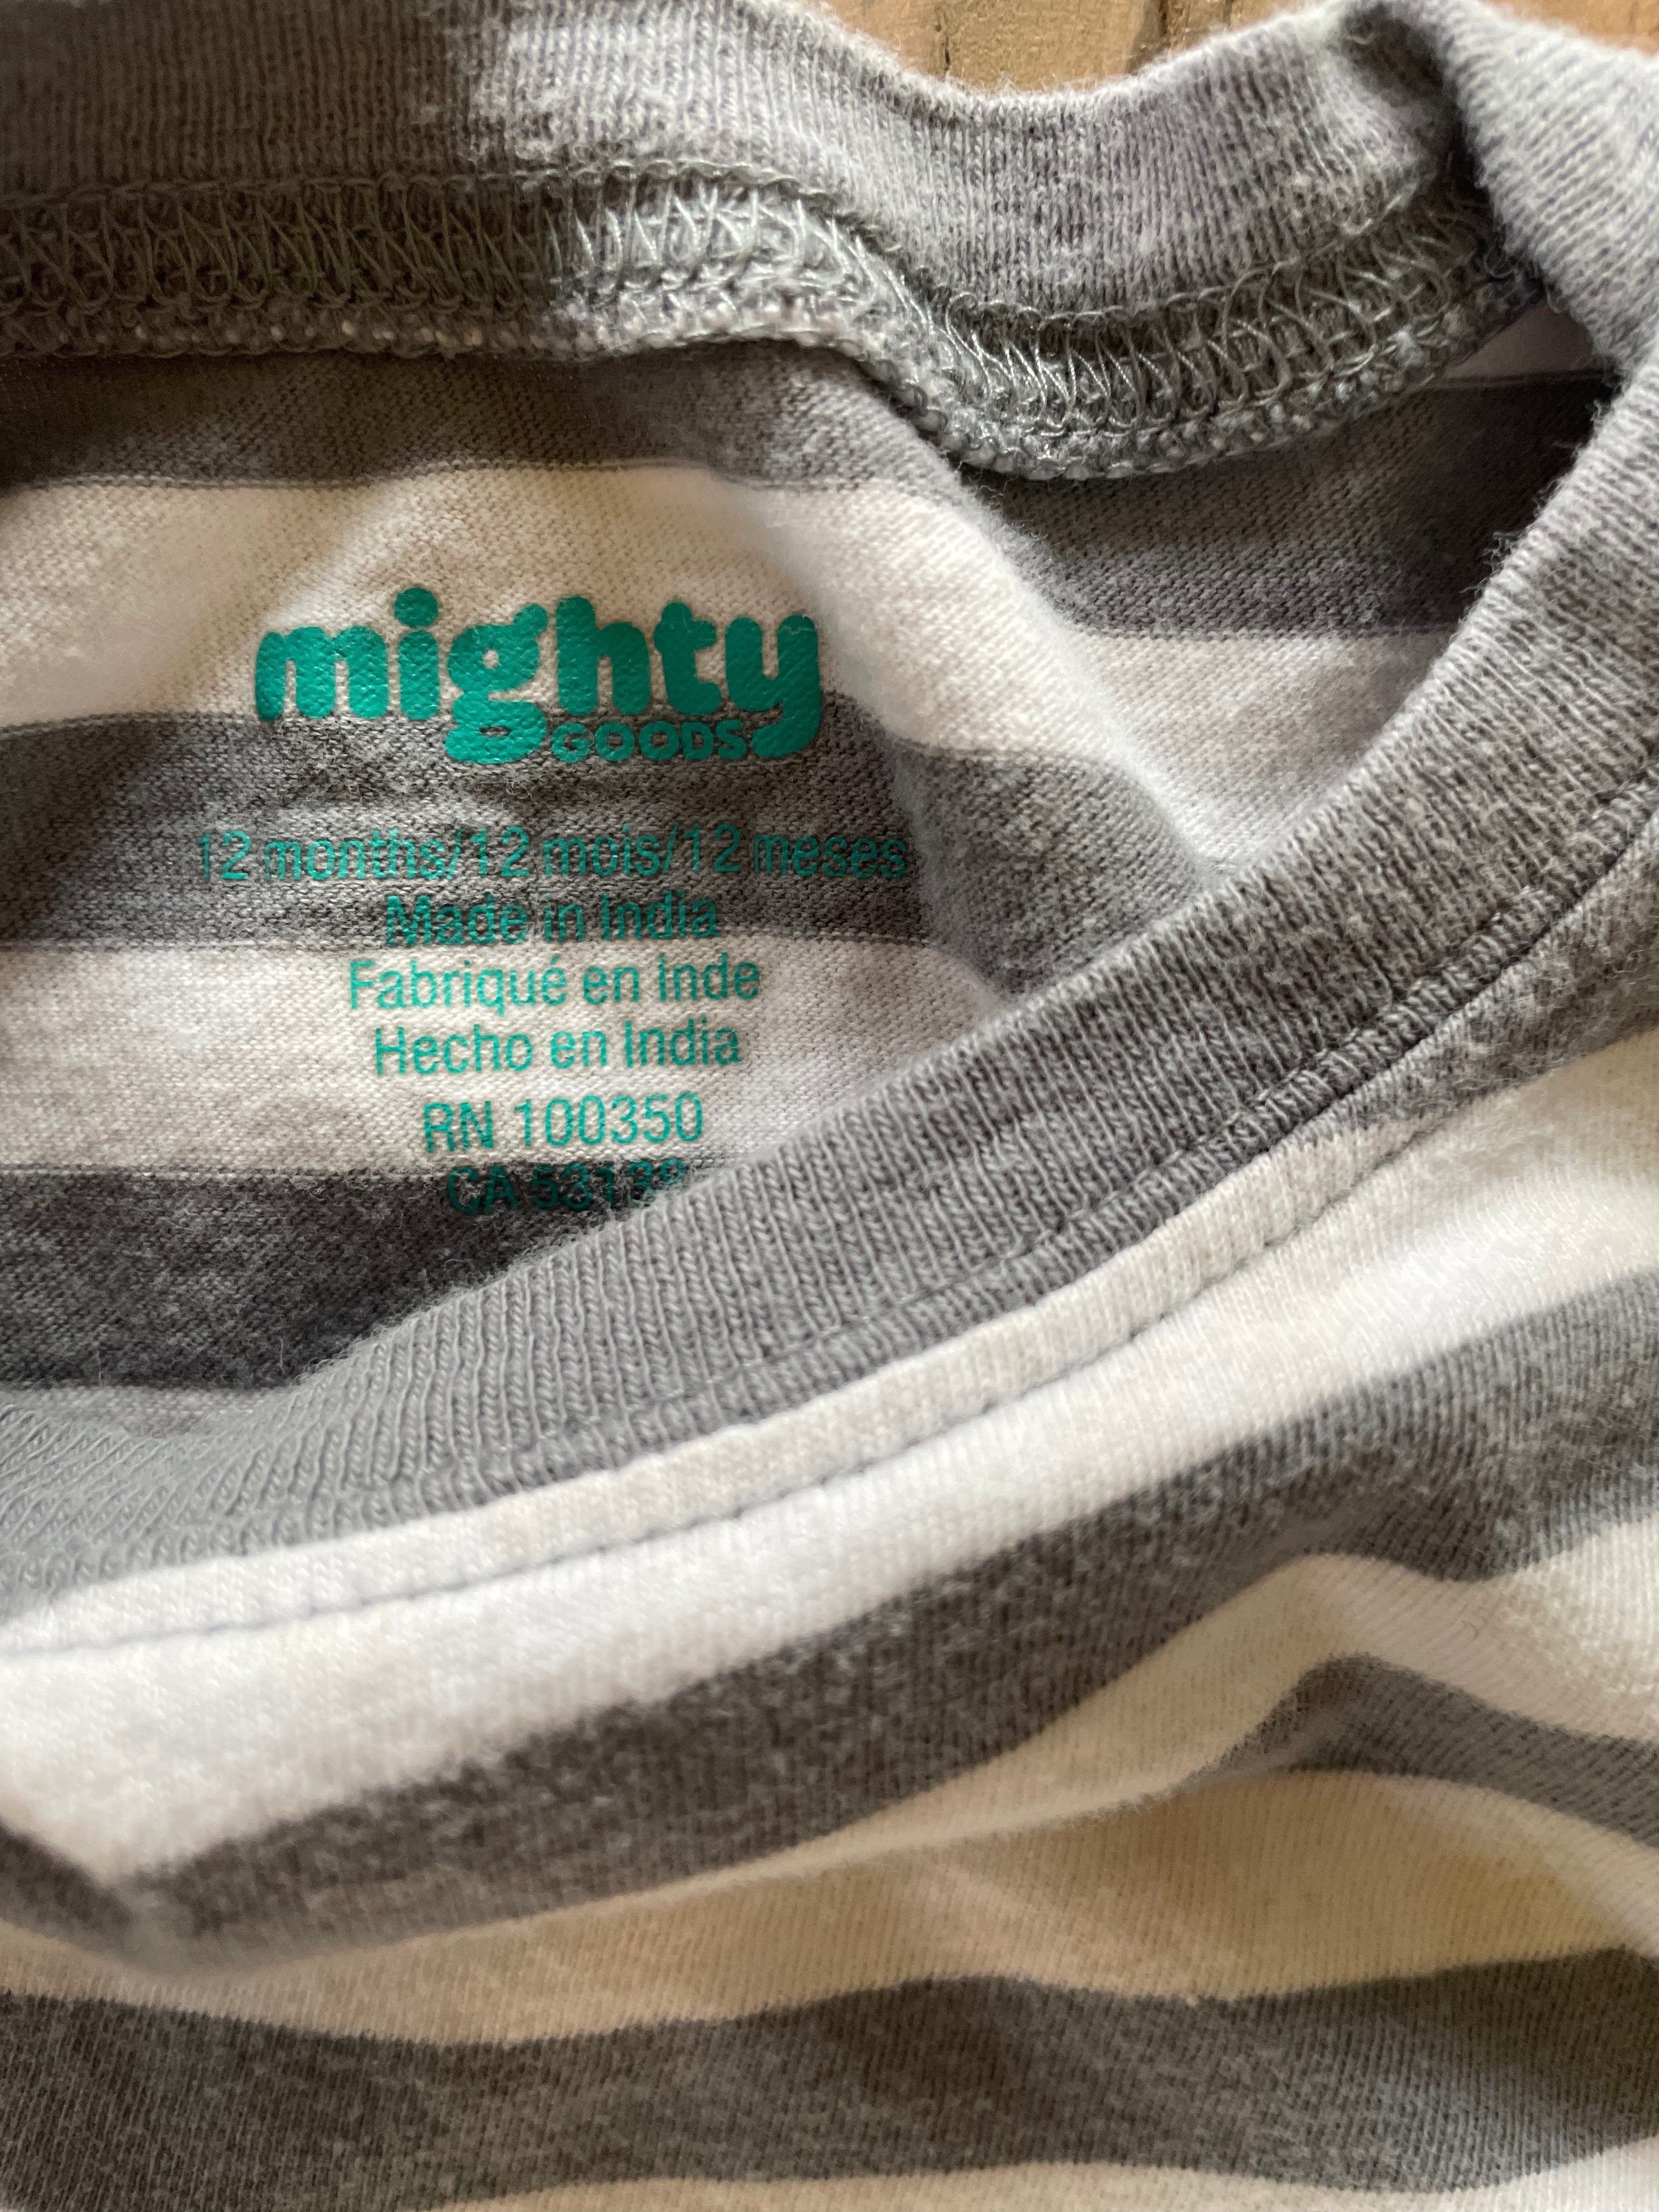 mighty
GOODS
12 months/12 mois/12 meses
Made in India
Fabriqué en Inde
Hecho en India
RN 100350
CA